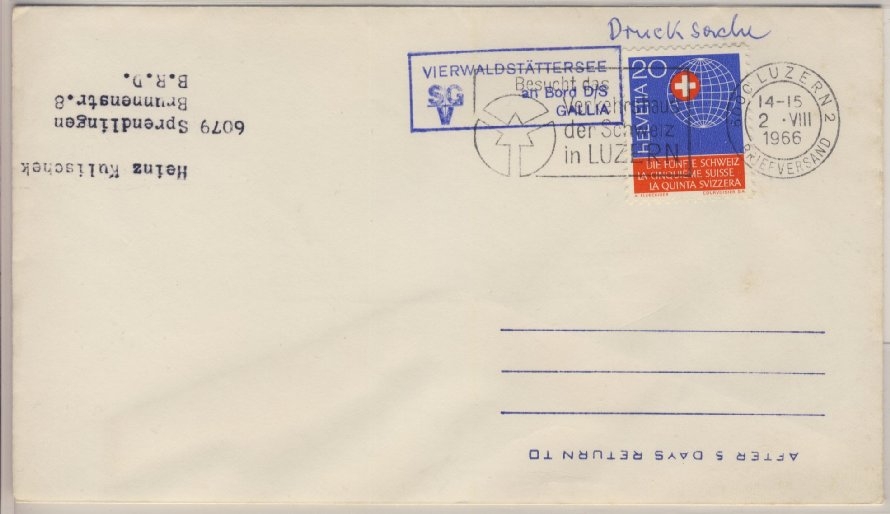 Drucksache
VIERWALDSTÄTTERSEE
SGV
an Bord D/S
GALLIA
Besucht das
Verkehrshaus
der Schweiz
in LUZERN
HELVETIA 20
DIE FÜNFTE SCHWEIZ
LA CINQUIÈME SUISSE
LA QUINTA SVIZZERA
COURVOISIER S.A.
LUZERN 2
14-15
2 .VIII
1966
BRIEFVERSAND
Heinz Kulischek
6079 Sprendlingen
Brunnenstr.8
B.R.D.
AFTER 5 DAYS RETURN TO